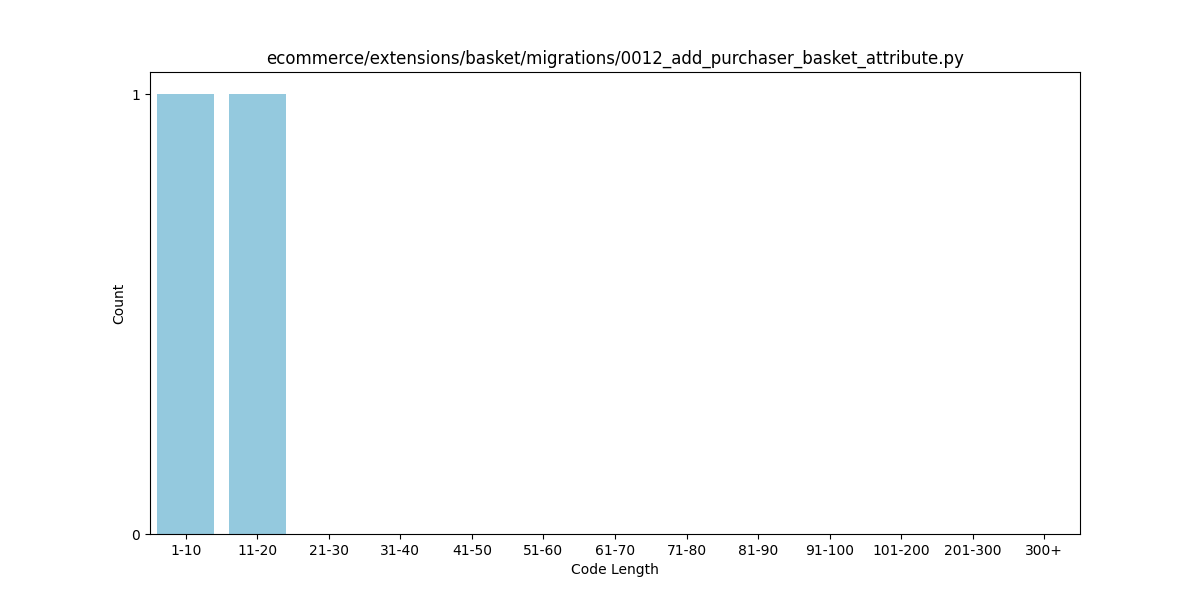 ecommerce/extensions/basket/migrations/0012_add_purchaser_basket_attribute.py
1
0
Count
1-10 11-20 21-30 31-40 41-50 51-60 61-70 71-80 81-90 91-100 101-200 201-300 300+
Code Length